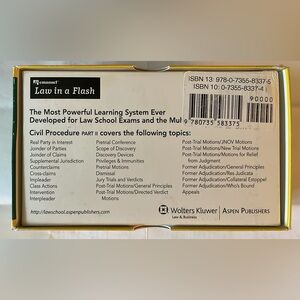 emanuel
Law in a Flash
ISBN 13: 978-0-7355-8337-5
ISBN 10: 0-7355-8337-4
90000
9 780735 583375
The Most Powerful Learning System Ever
Developed for Law School Exams and the Mul
Civil Procedure PART II covers the following topics:
Real Party in Interest
Joinder of Parties
Joinder of Claims
Supplemental Jurisdiction
Counterclaims
Cross-claims
Impleader
Class Actions
Intervention
Interpleader
Pretrial Conference
Scope of Discovery
Discovery Devices
Privileges & Immunities
Pretrial Motions
Dismissal
Jury Trials and Verdicts
Post-Trial Motions/General Principles
Post-Trial Motions/Directed Verdict
Motions
Post-Trial Motions/JNOV Motions
Post-Trial Motions/New Trial Motions
Post-Trial Motions/Motions for Relief
from Judgment
Former Adjudication/General Principles
Former Adjudication/Res Judicata
Former Adjudication/Collateral Estoppel
Former Adjudication/Who's Bound
Appeals
http://lawschool.aspenpublishers.com
Wolters Kluwer
Law & Business
ASPEN PUBLISHERS